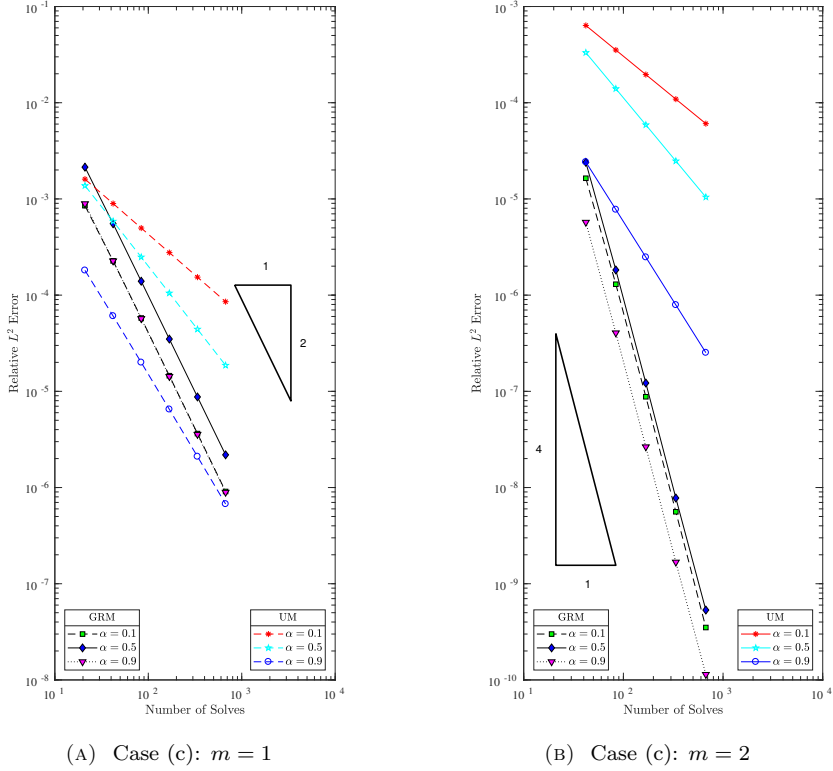 10^-1
10^-2
10^-3
10^-4
10^-5
10^-6
10^-7
10^-8
Relative L^2 Error
1
2
GRM
α = 0.1
α = 0.5
α = 0.9
UM
α = 0.1
α = 0.5
α = 0.9
10^1
10^2
10^3
10^4
Number of Solves
(A) Case (c): m = 1
10^-3
10^-4
10^-5
10^-6
10^-7
10^-8
10^-9
10^-10
Relative L^2 Error
4
1
GRM
α = 0.1
α = 0.5
α = 0.9
UM
α = 0.1
α = 0.5
α = 0.9
10^1
10^2
10^3
10^4
Number of Solves
(B) Case (c): m = 2